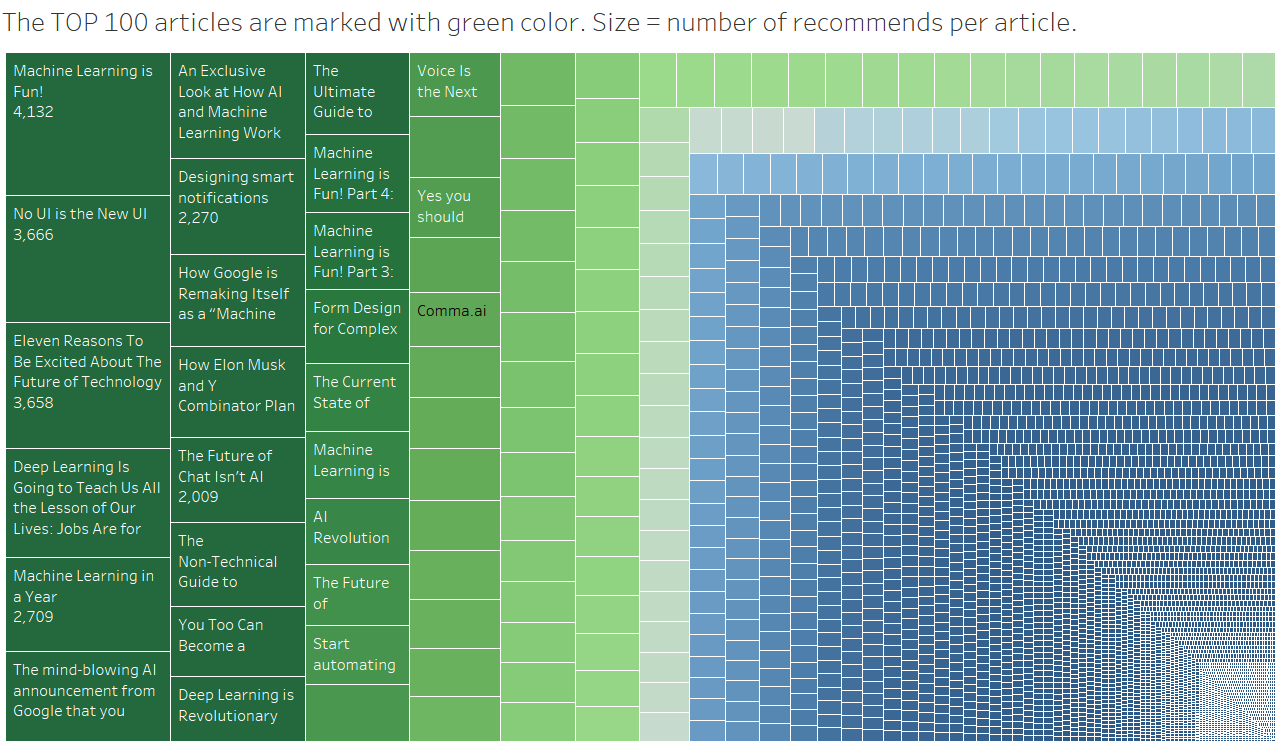 The TOP 100 articles are marked with green color. Size = number of recommends per article.
Machine Learning is
Fun!
4,132
No UI is the New UI
3,666
Eleven Reasons To
Be Excited About The
Future of Technology
3,658
Deep Learning Is
Going to Teach Us All
the Lesson of Our
Lives: Jobs Are for
Machine Learning in
a Year
2,709
The mind-blowing AI
announcement from
Google that you
An Exclusive
Look at How AI
and Machine
Learning Work
Designing smart
notifications
2,270
How Google is
Remaking Itself
as a “Machine
How Elon Musk
and Y
Combinator Plan
The Future of
Chat Isn’t AI
2,009
The
Non-Technical
Guide to
You Too Can
Become a
Deep Learning is
Revolutionary
The
Ultimate
Guide to
Machine
Learning is
Fun! Part 4:
Machine
Learning is
Fun! Part 3:
Form Design
for Complex
The Current
State of
Machine
Learning is
AI
Revolution
The Future
of
Start
automating
Voice Is
the Next
Yes you
should
Comma.ai